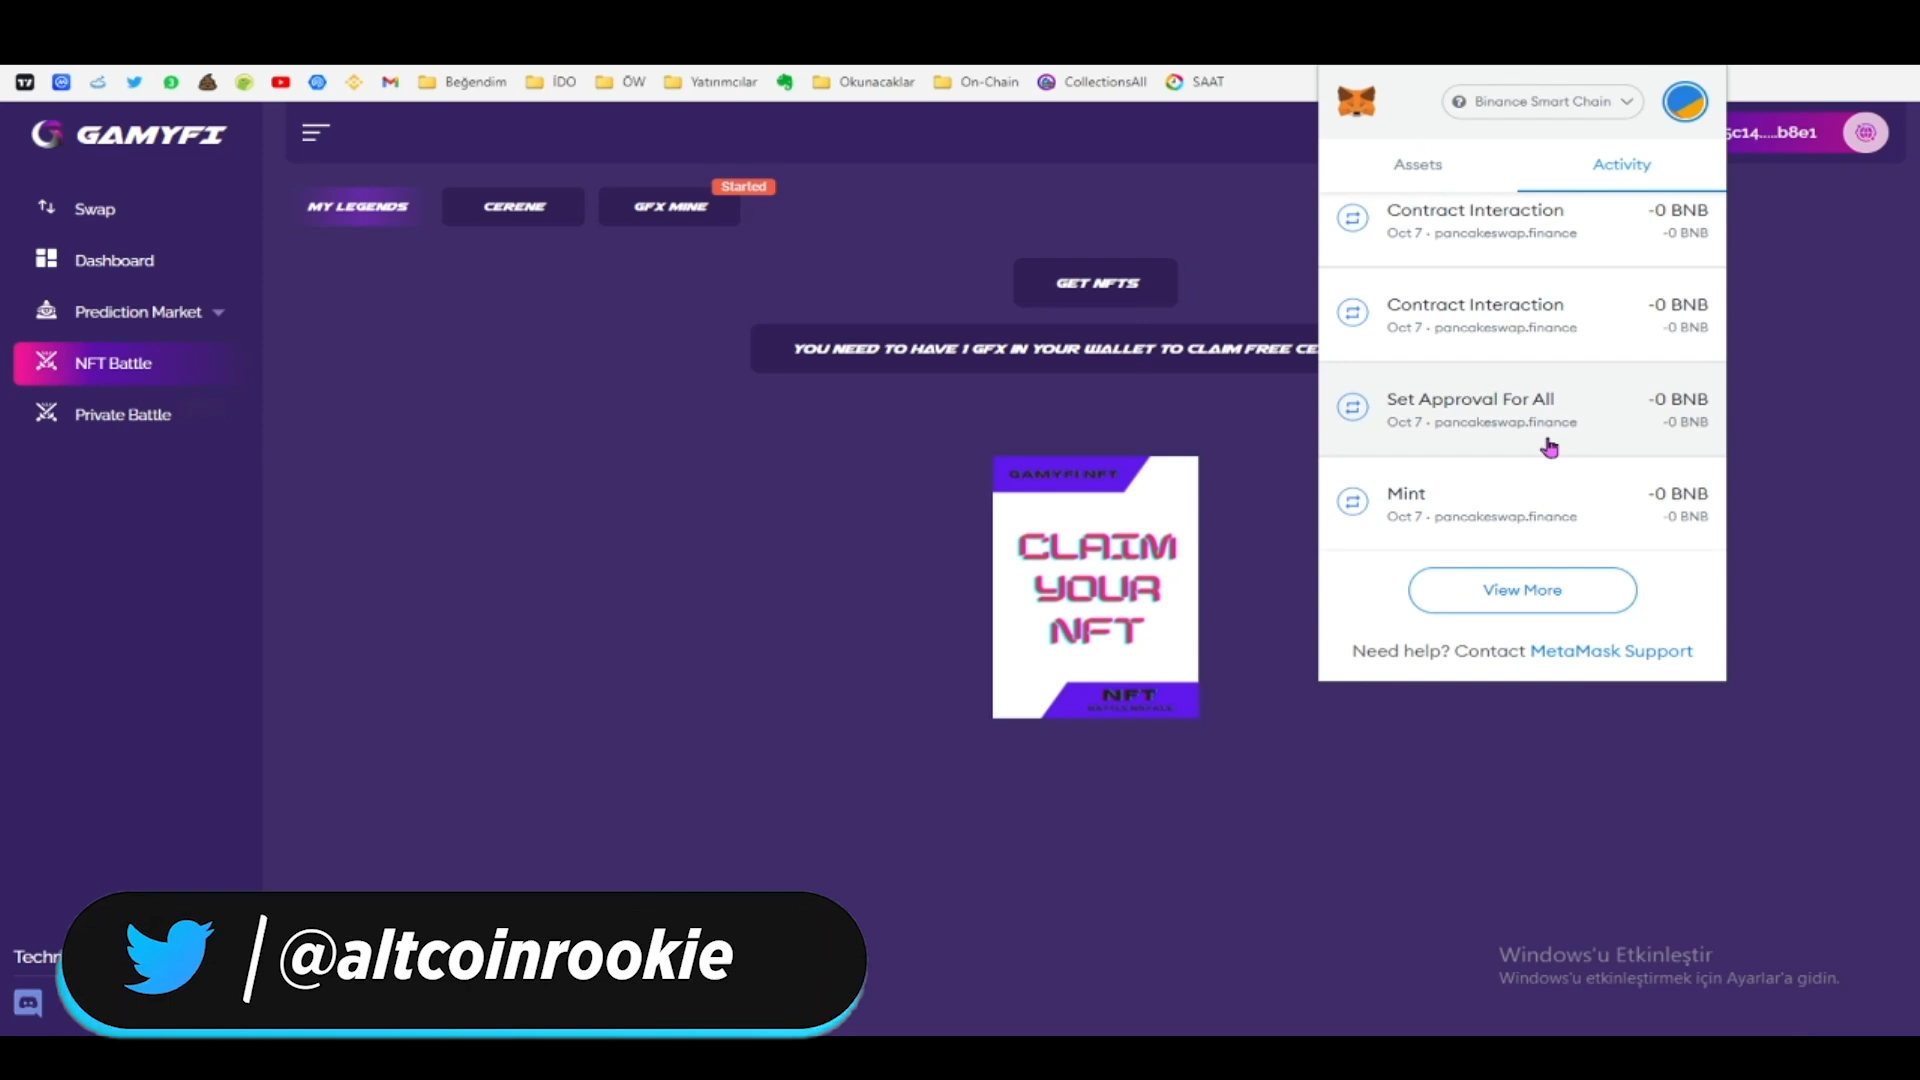 Beğendim İDO ÖW Yatırımcılar Okunacaklar On-Chain CollectionsAll SAAT
GAMYFI
Swap
Dashboard
Prediction Market
NFT Battle
Private Battle
MY LEGENDS
CERENE
GFX MINE
Started
GET NFTS
YOU NEED TO HAVE 1 GFX IN YOUR WALLET TO CLAIM FREE CE
GAMYFI NFT
CLAIM
YOUR
NFT
NFT
Binance Smart Chain
5c14.....b8e1
Assets
Activity
Contract Interaction -0 BNB
Oct 7 · pancakeswap.finance -0 BNB
Contract Interaction -0 BNB
Oct 7 · pancakeswap.finance -0 BNB
Set Approval For All -0 BNB
Oct 7 · pancakeswap.finance -0 BNB
Mint -0 BNB
Oct 7 · pancakeswap.finance -0 BNB
View More
Need help? Contact MetaMask Support
Techn
@altcoinrookie
Windows'u Etkinleştir
Windows'u etkinleştirmek için Ayarlar'a gidin.